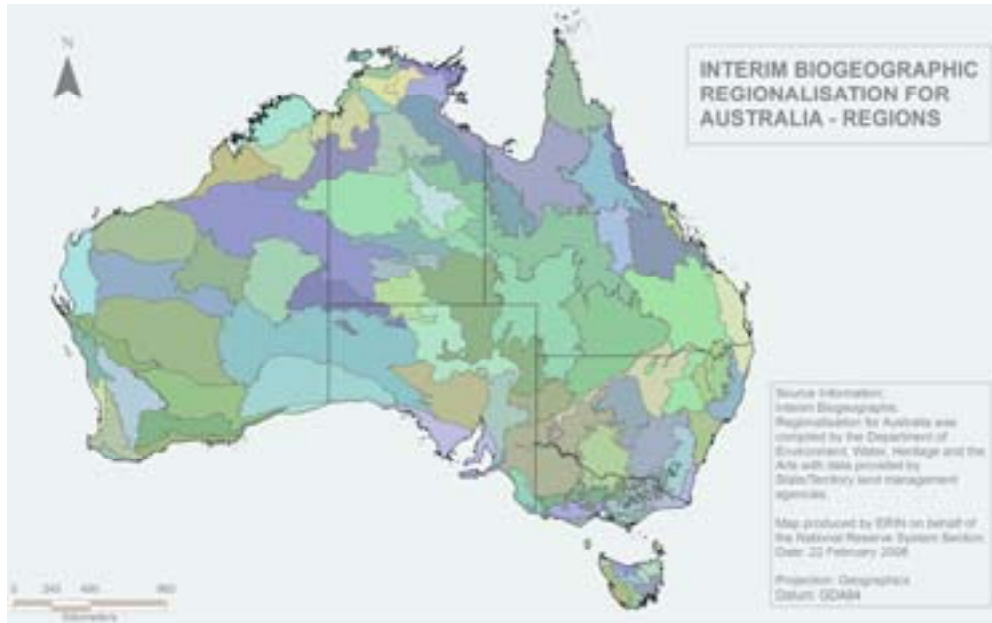 N
INTERIM BIOGEOGRAPHIC
REGIONALISATION FOR
AUSTRALIA - REGIONS
Source Information:
Interim Biogeographic
Regionalisation for Australia was
compiled by the Department of
Environment, Water, Heritage and the
Arts with data provided by
State/Territory land management
agencies.
Map produced by ERIN on behalf of
the National Reserve System Section.
Date: 22 February 2008
Projection: Geographics
Datum: GDA94
0
Kilometers